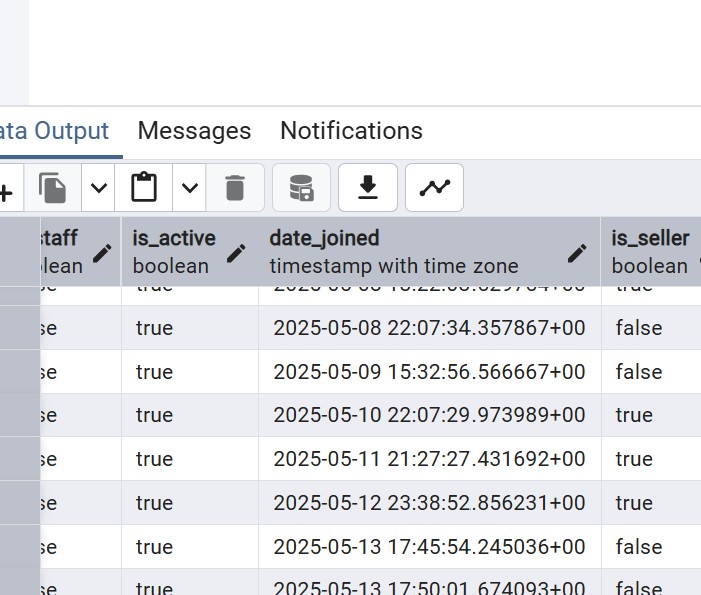 ata Output Messages Notifications
staff is_active date_joined is_seller
lean boolean timestamp with time zone boolean
true true
se true 2025-05-08 22:07:34.357867+00 false
se true 2025-05-09 15:32:56.566667+00 false
se true 2025-05-10 22:07:29.973989+00 true
se true 2025-05-11 21:27:27.431692+00 true
se true 2025-05-12 23:38:52.856231+00 true
se true 2025-05-13 17:45:54.245036+00 false
se true 2025-05-13 17:50:01.674093+00 false